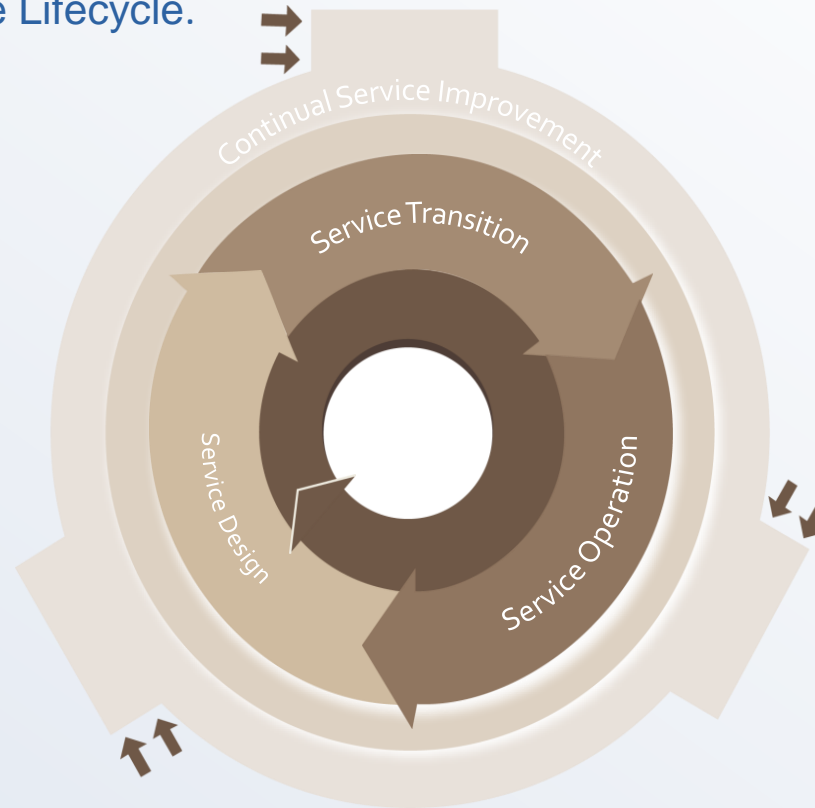 e Lifecycle.
Continual Service Improvement
Service Transition
Service Design
Service Operation